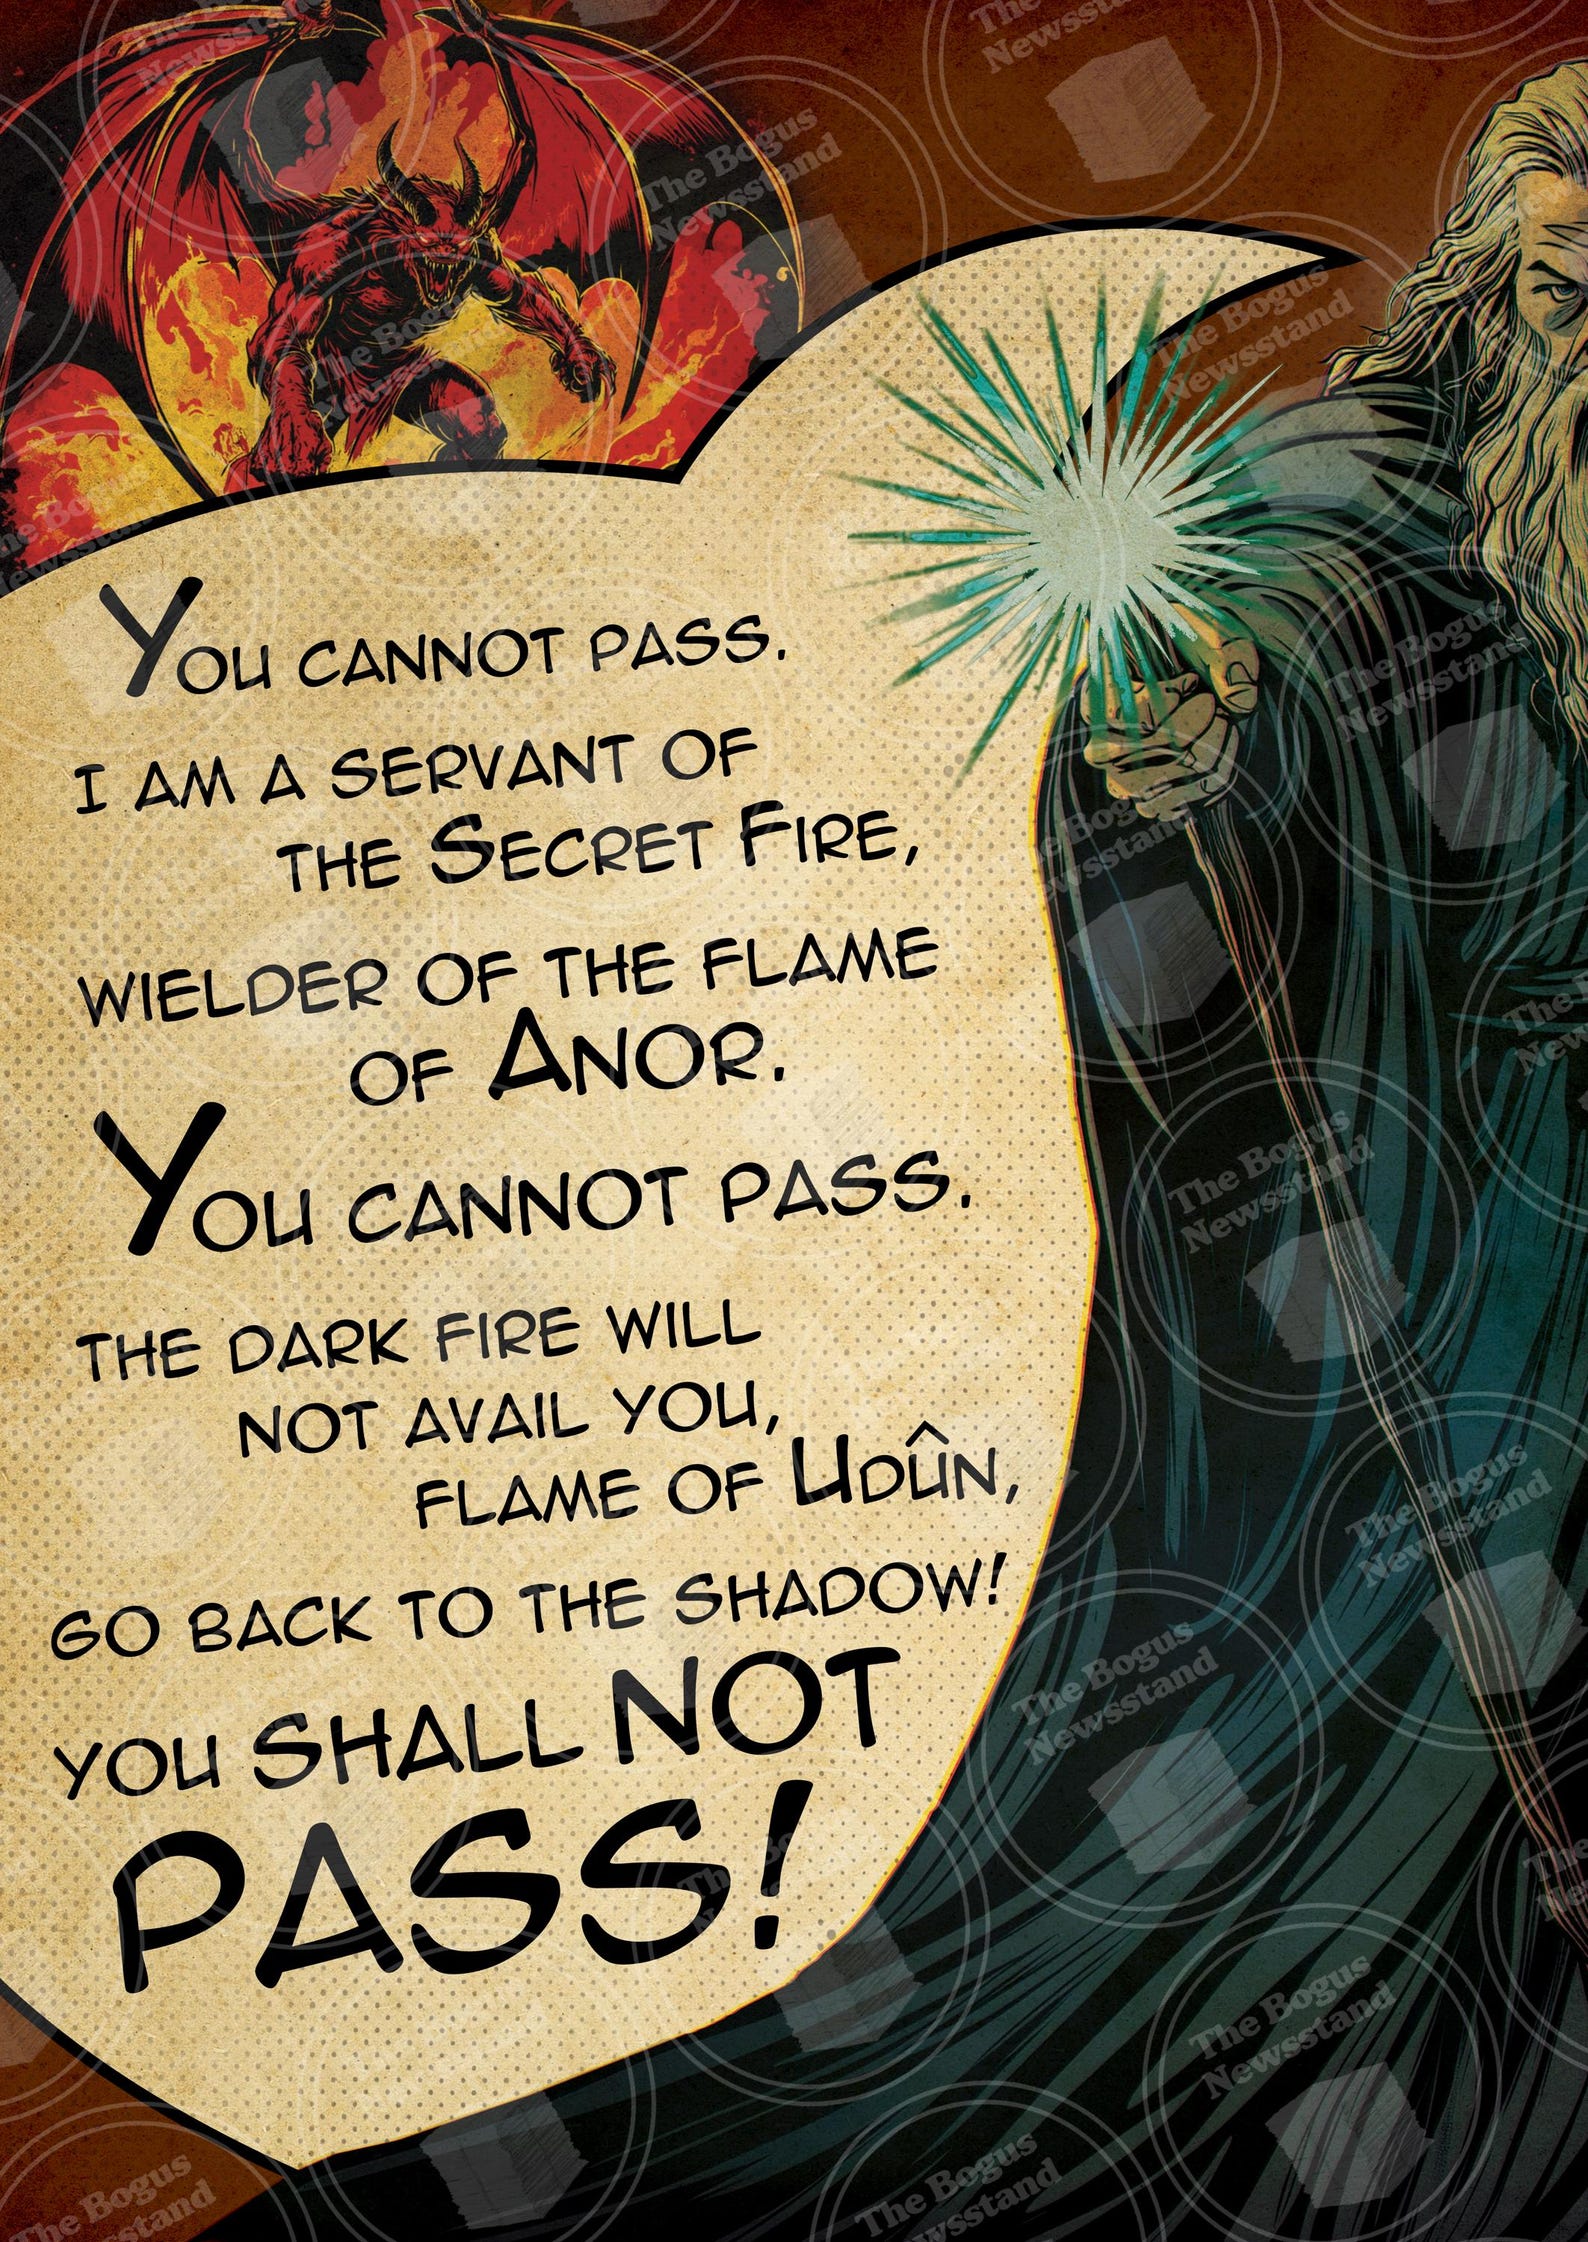 You cannot pass.
I am a servant of
the Secret Fire,
wielder of the flame
of Anor.
You cannot pass.
the dark fire will
not avail you,
flame of Udûn,
go back to the shadow!
you SHALL NOT
PASS!
The Bogus
Newsstand